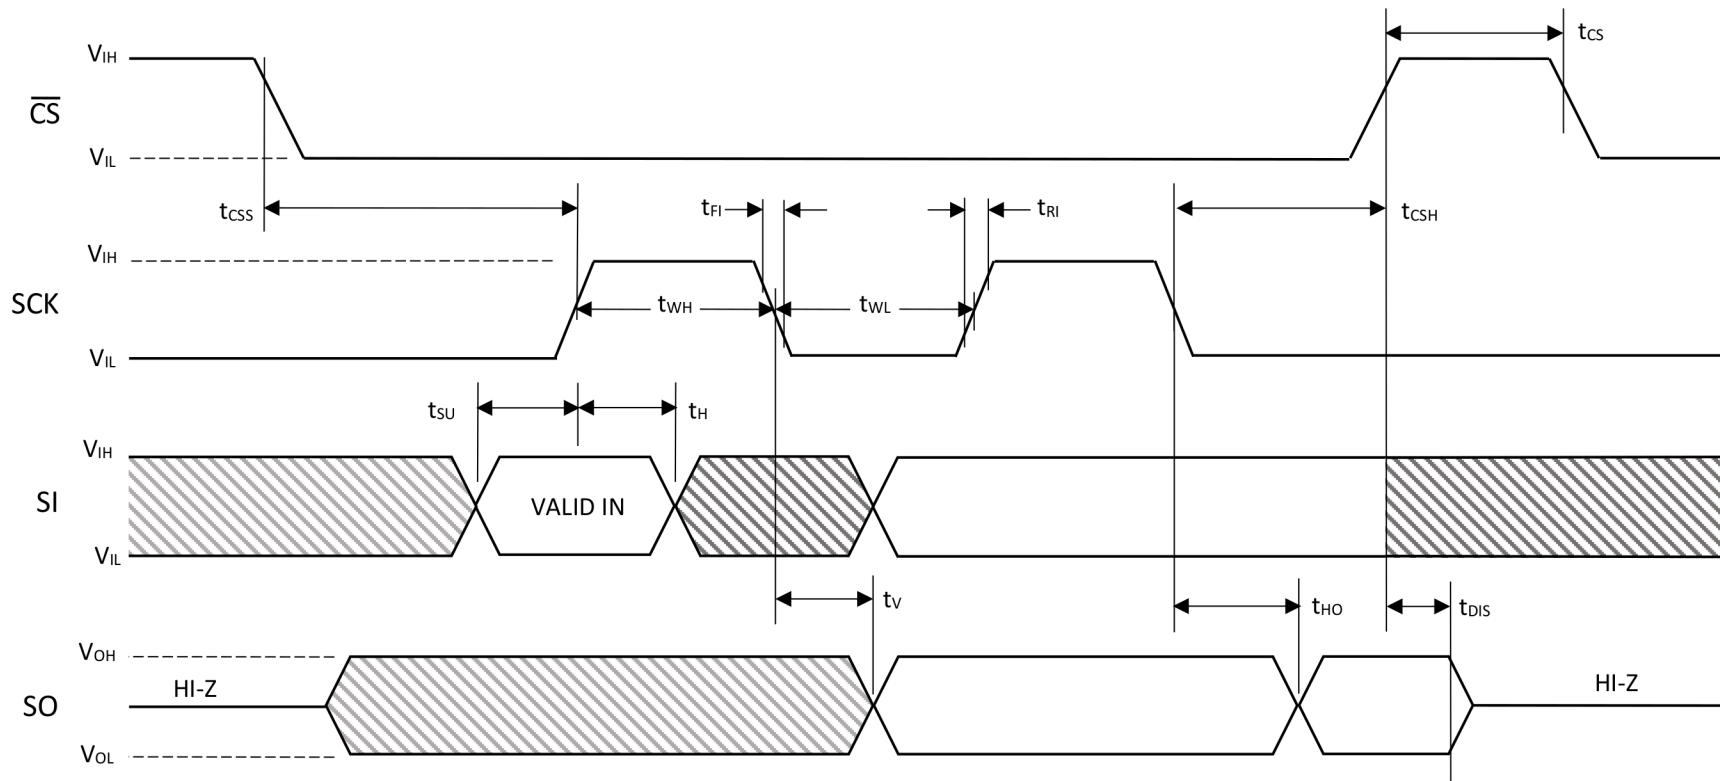 tCS
VIH
CS
VIL
tCSS
tFI
tRI
tCSH
VIH
SCK
tWH
tWL
VIL
tSU
tH
VIH
SI
VALID IN
VIL
tV
tHO
tDIS
VOH
HI-Z
HI-Z
SO
VOL